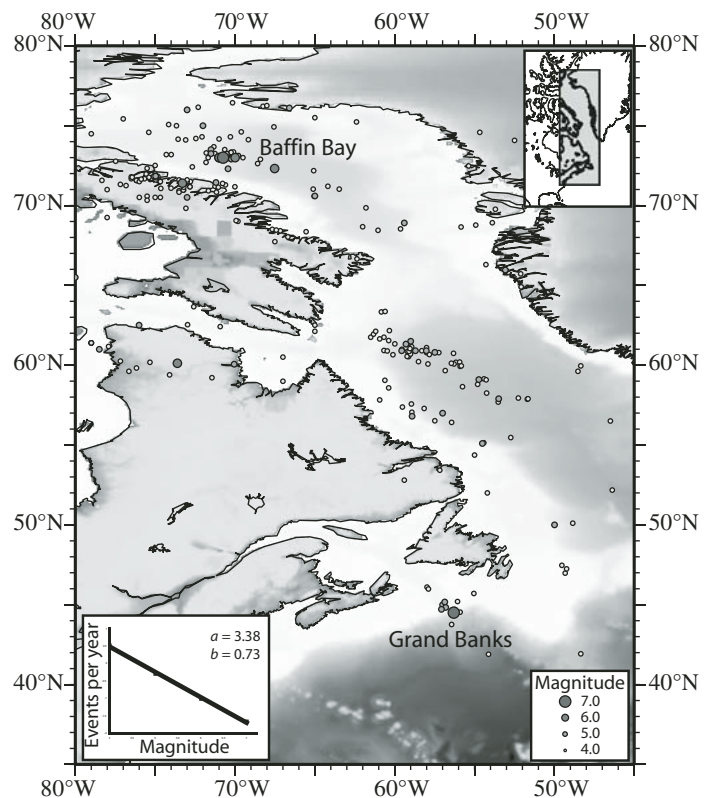 80°W 70°W 60°W 50°W
80°N 80°N
Baffin Bay
70°N 70°N
60°N 60°N
50°N 50°N
Grand Banks
a = 3.38
b = 0.73
Events per year
Magnitude
40°N 40°N
Magnitude
7.0
6.0
5.0
4.0
80°W 70°W 60°W 50°W